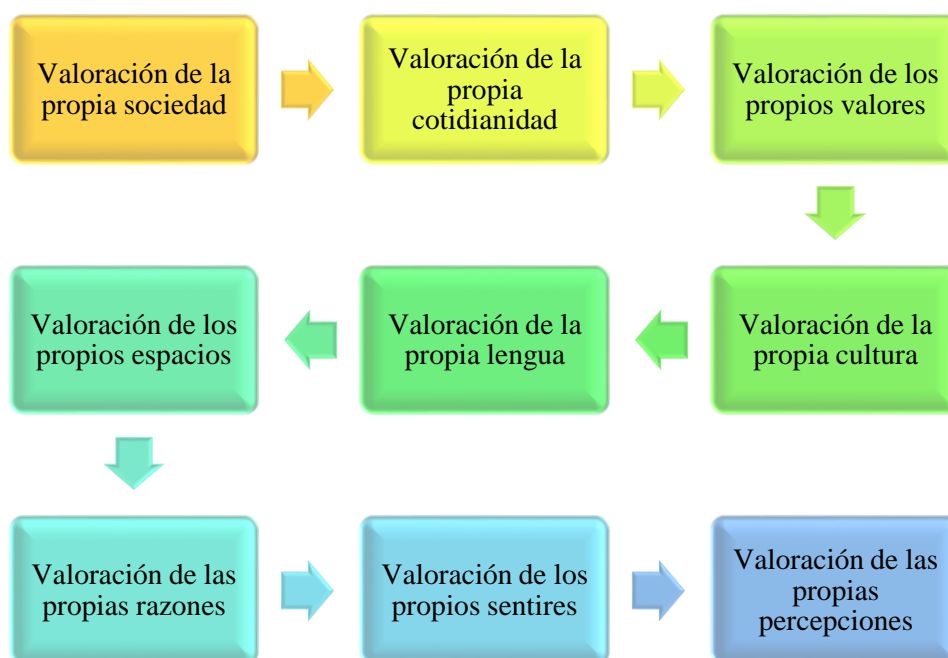 Valoración de la
propia sociedad
Valoración de la
propia
cotidianidad
Valoración de los
propios valores
Valoración de la
propia cultura
Valoración de la
propia lengua
Valoración de los
propios espacios
Valoración de las
propias razones
Valoración de los
propios sentires
Valoración de las
propias
percepciones